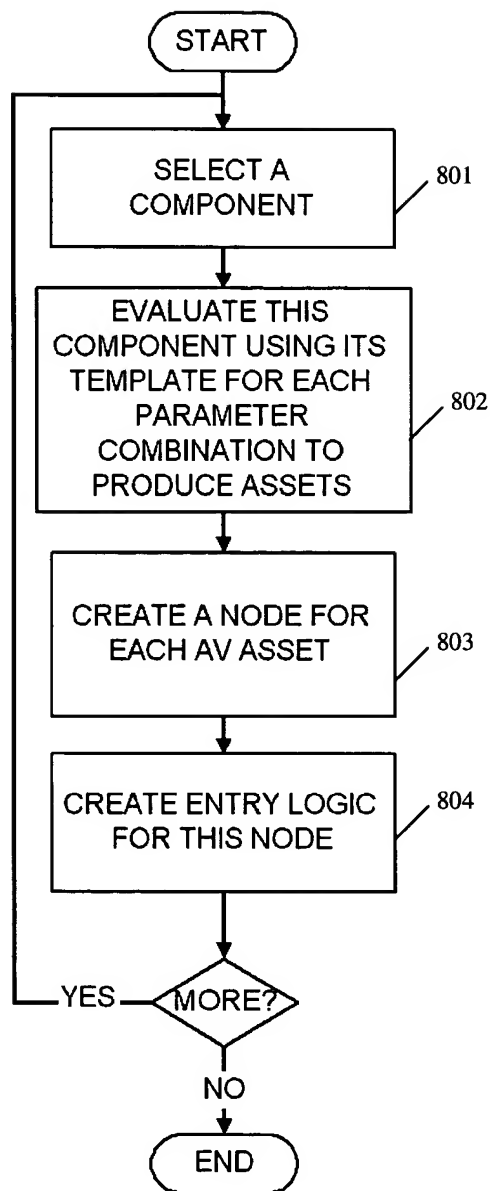 START
SELECT A
COMPONENT
801
EVALUATE THIS
COMPONENT USING ITS
TEMPLATE FOR EACH
PARAMETER
COMBINATION TO
PRODUCE ASSETS
802
CREATE A NODE FOR
EACH AV ASSET
803
CREATE ENTRY LOGIC
FOR THIS NODE
804
YES
MORE?
NO
END